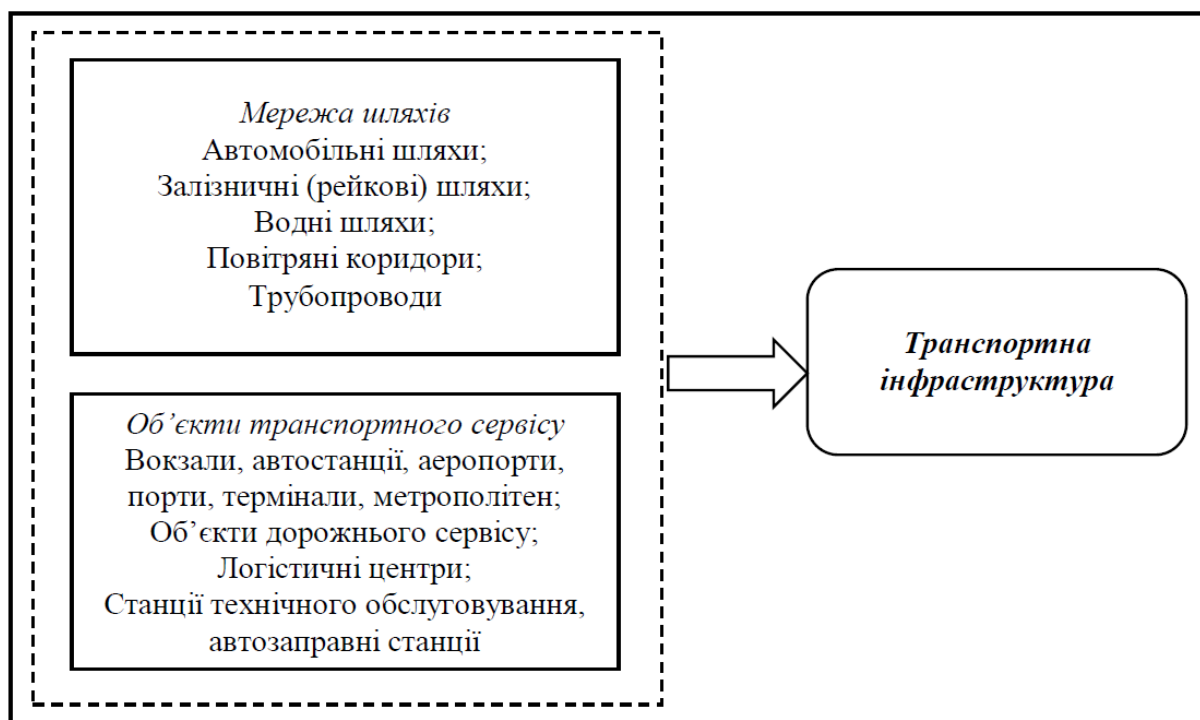 Мережа шляхів
Автомобільні шляхи;
Залізничні (рейкові) шляхи;
Водні шляхи;
Повітряні коридори;
Трубопроводи
Об’єкти транспортного сервісу
Вокзали, автостанції, аеропорти,
порти, термінали, метрополітен;
Об’єкти дорожнього сервісу;
Логістичні центри;
Станції технічного обслуговування,
автозаправні станції
Транспортна
інфраструктура